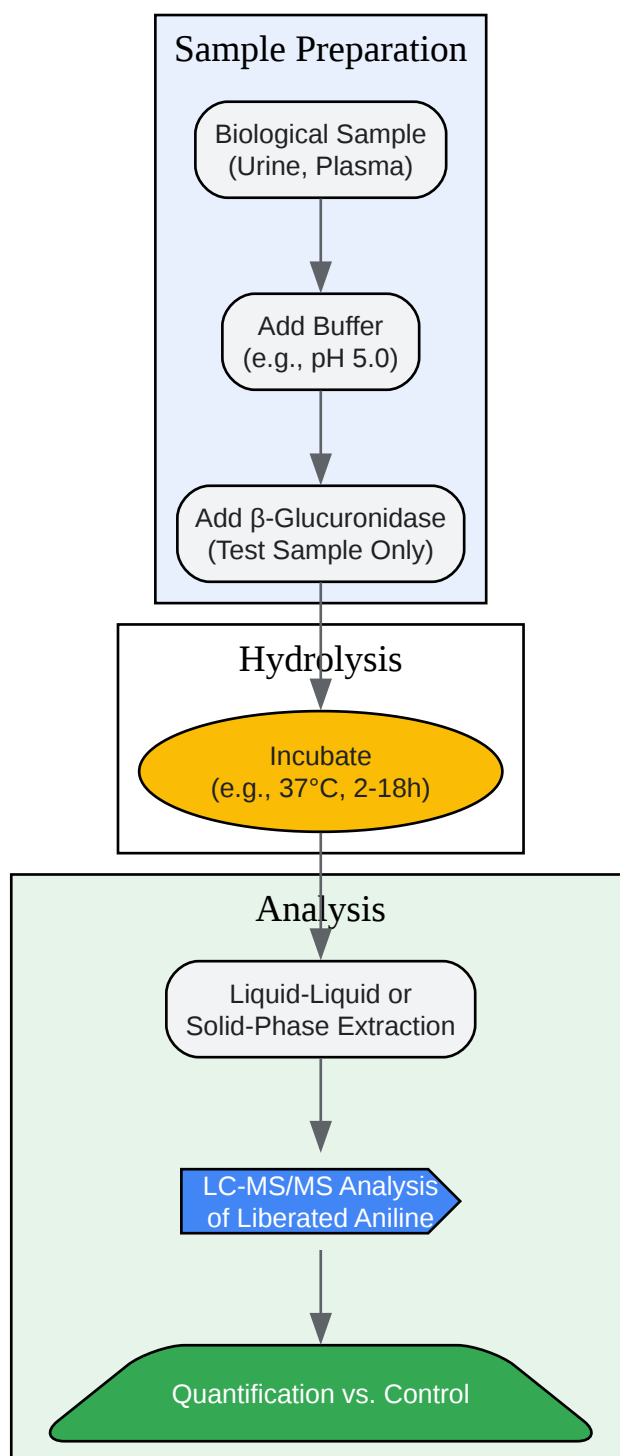 Sample Preparation
Biological Sample
(Urine, Plasma)
Add Buffer
(e.g., pH 5.0)
Add β-Glucuronidase
(Test Sample Only)
Hydrolysis
Incubate
(e.g., 37°C, 2-18h)
Analysis
Liquid-Liquid or
Solid-Phase Extraction
LC-MS/MS Analysis
of Liberated Aniline
Quantification vs. Control